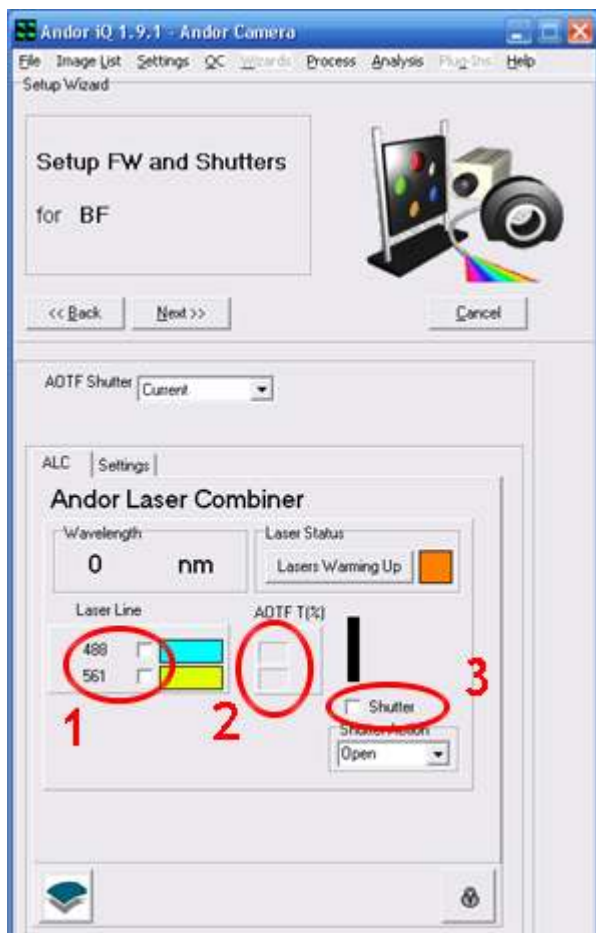 Andor iQ 1.9.1 - Andor Camera
File Image List Settings QC Wizards Process Analysis Plug-Ins Help
Setup Wizard
Setup FW and Shutters
for BF
<< Back Next >> Cancel
AOTF Shutter Current
ALC Settings
Andor Laser Combiner
Wavelength
0 nm
Laser Status
Lasers Warming Up
Laser Line
488
561
AOTF T(%)
1
2
3
Shutter
Shutter Action
Open